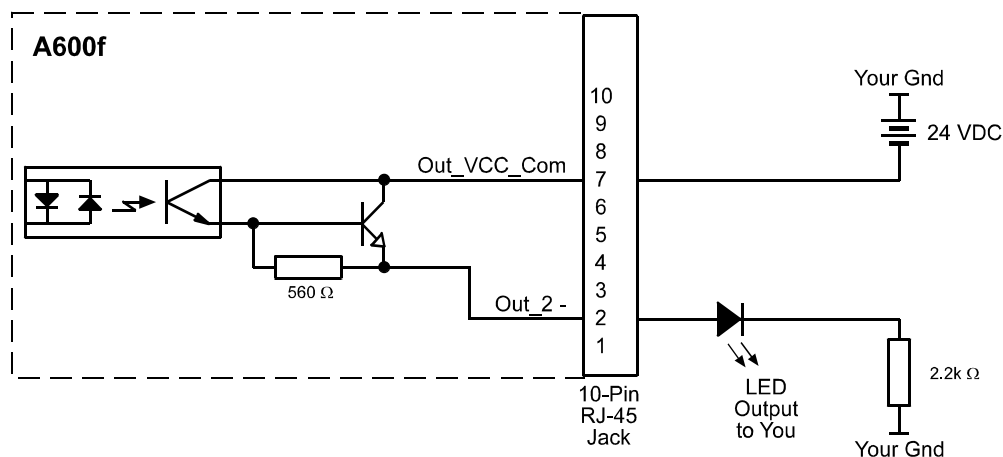 A600f
Your Gnd
24 VDC
10
9
8
Out_VCC_Com
7
6
5
4
560 Ω
3
Out_2 -
2
1
2.2k Ω
10-Pin
RJ-45
Jack
LED
Output
to You
Your Gnd